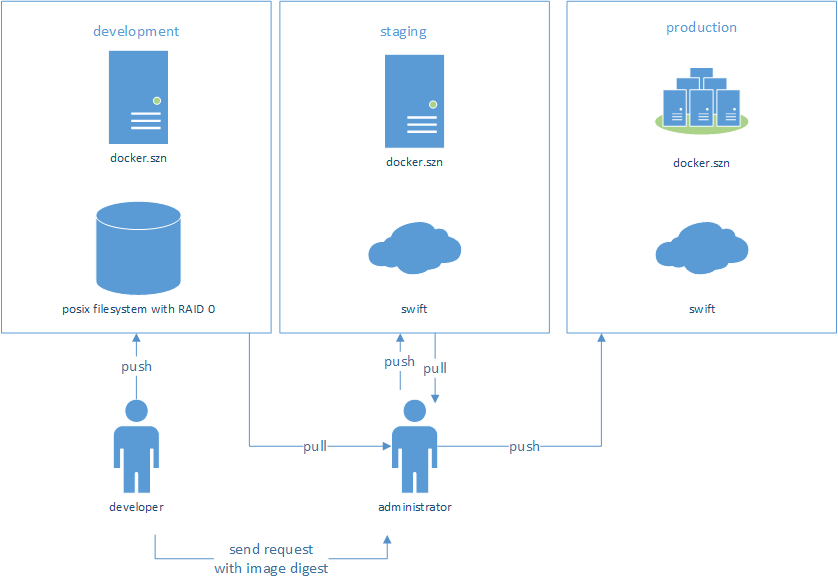 development
staging
production
docker.szn
docker.szn
docker.szn
posix filesystem with RAID 0
swift
swift
push
push
pull
pull
push
developer
administrator
send request
with image digest